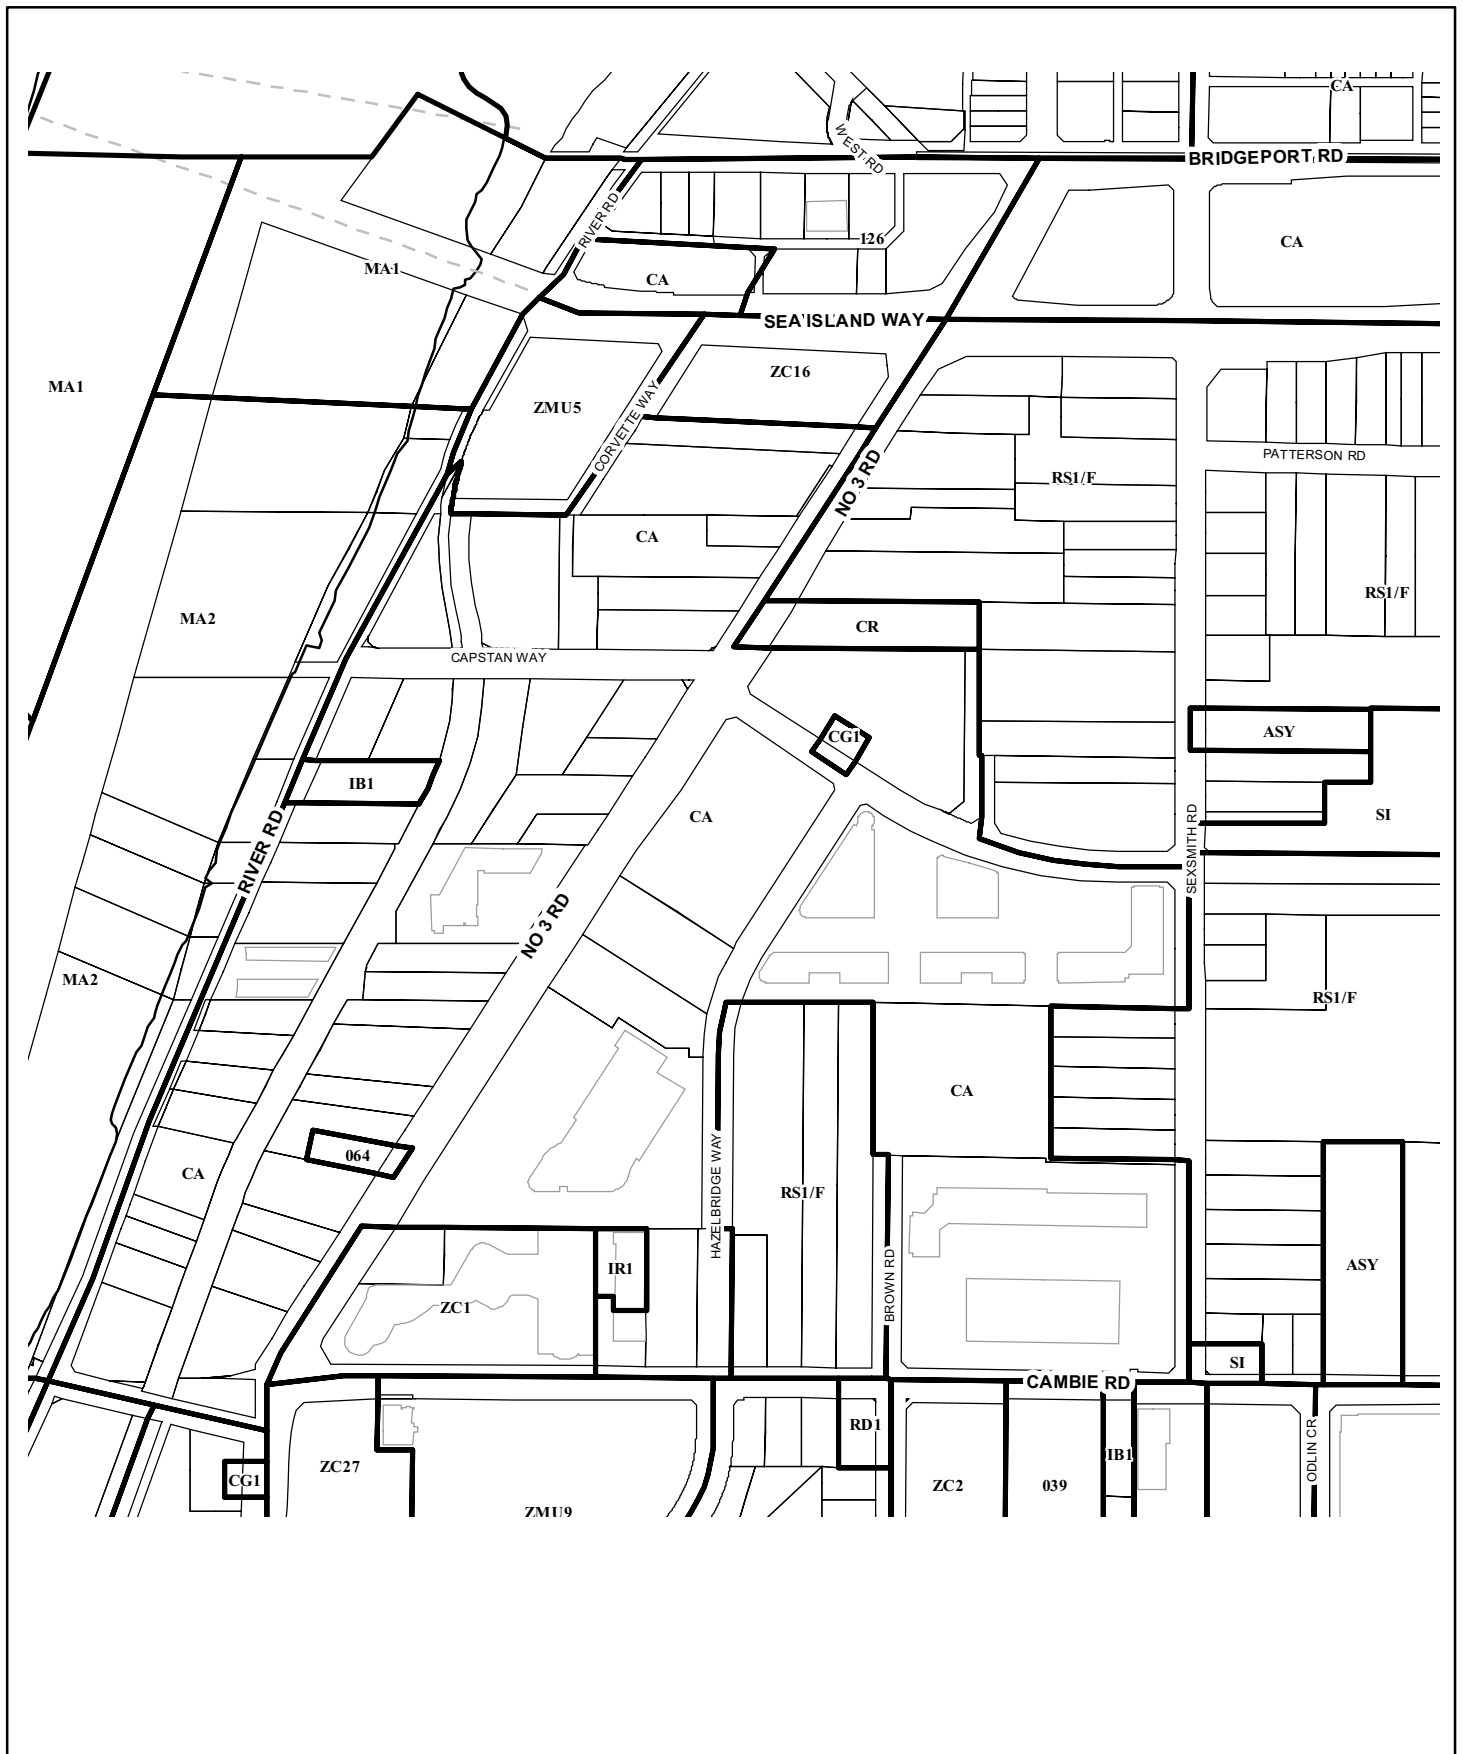 CA
WEST RD
BRIDGEPORT RD
RIVER RD
126
CA
MA1
CA
SEA ISLAND WAY
ZC16
MA1
ZMU5
CORVETTE WAY
PATTERSON RD
NO 3 RD
RS1/F
CA
RS1/F
MA2
CR
CAPSTAN WAY
ASY
CG1
IB1
CA
SI
RIVER RD
SEXSMITH RD
NO 3 RD
MA2
RS1/F
CA
HAZELBRIDGE WAY
064
CA
RS1/F
IR1
ASY
BROWN RD
ZC1
SI
CAMBIE RD
RD1
ODLIN CR
IB1
ZC27
CG1
ZC2
039
ZMU9